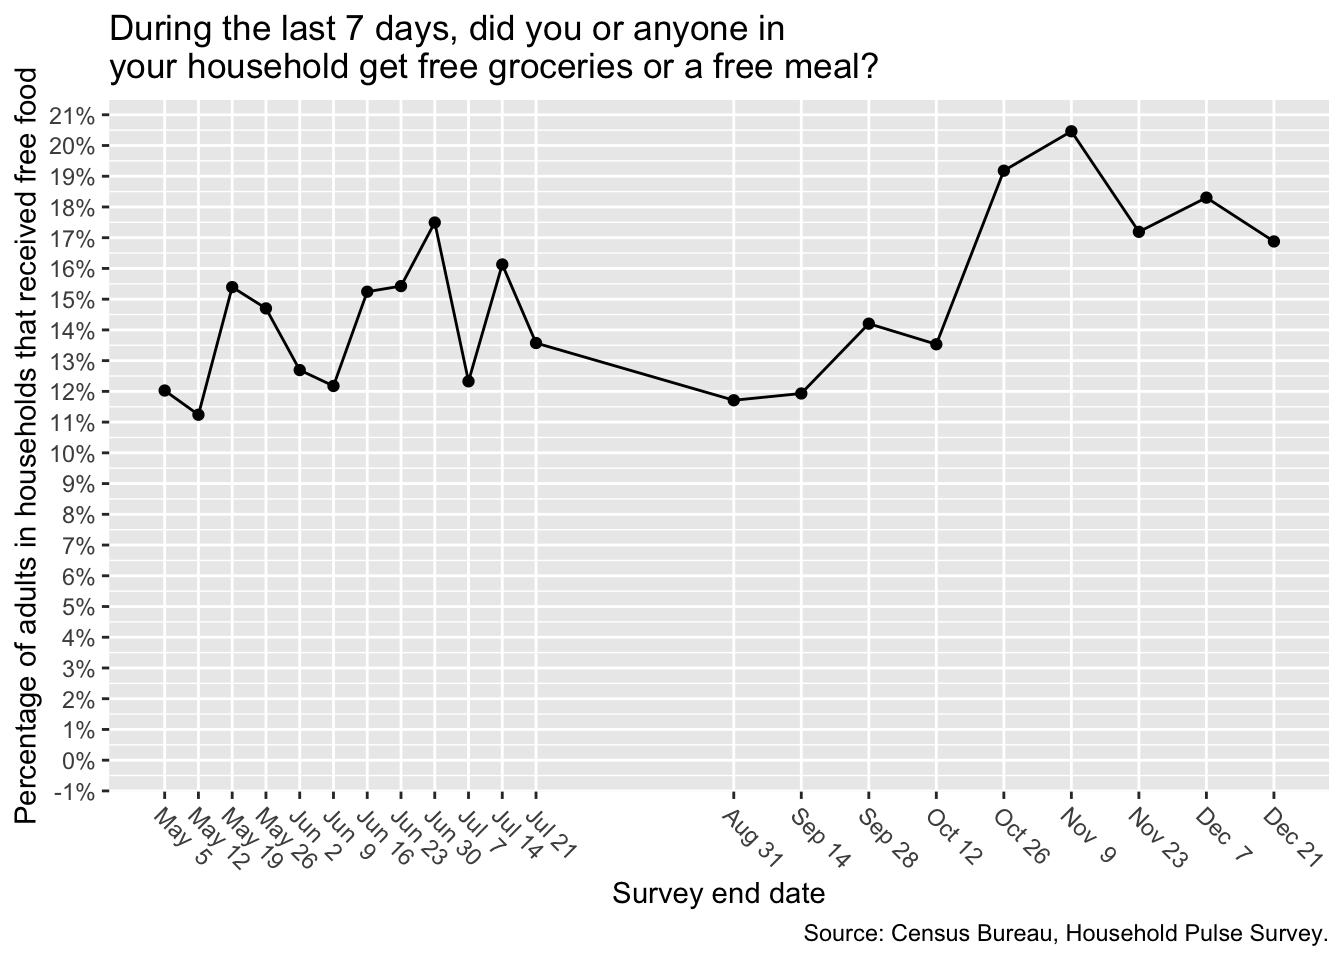 During the last 7 days, did you or anyone in
your household get free groceries or a free meal?
Percentage of adults in households that received free food
21%
20%
19%
18%
17%
16%
15%
14%
13%
12%
11%
10%
9%
8%
7%
6%
5%
4%
3%
2%
1%
0%
-1%
May 5
May 12
May 19
May 26
Jun 2
Jun 9
Jun 16
Jun 23
Jun 30
Jul 7
Jul 14
Jul 21
Aug 31
Sep 14
Sep 28
Oct 12
Oct 26
Nov 9
Nov 23
Dec 7
Dec 21
Survey end date
Source: Census Bureau, Household Pulse Survey.